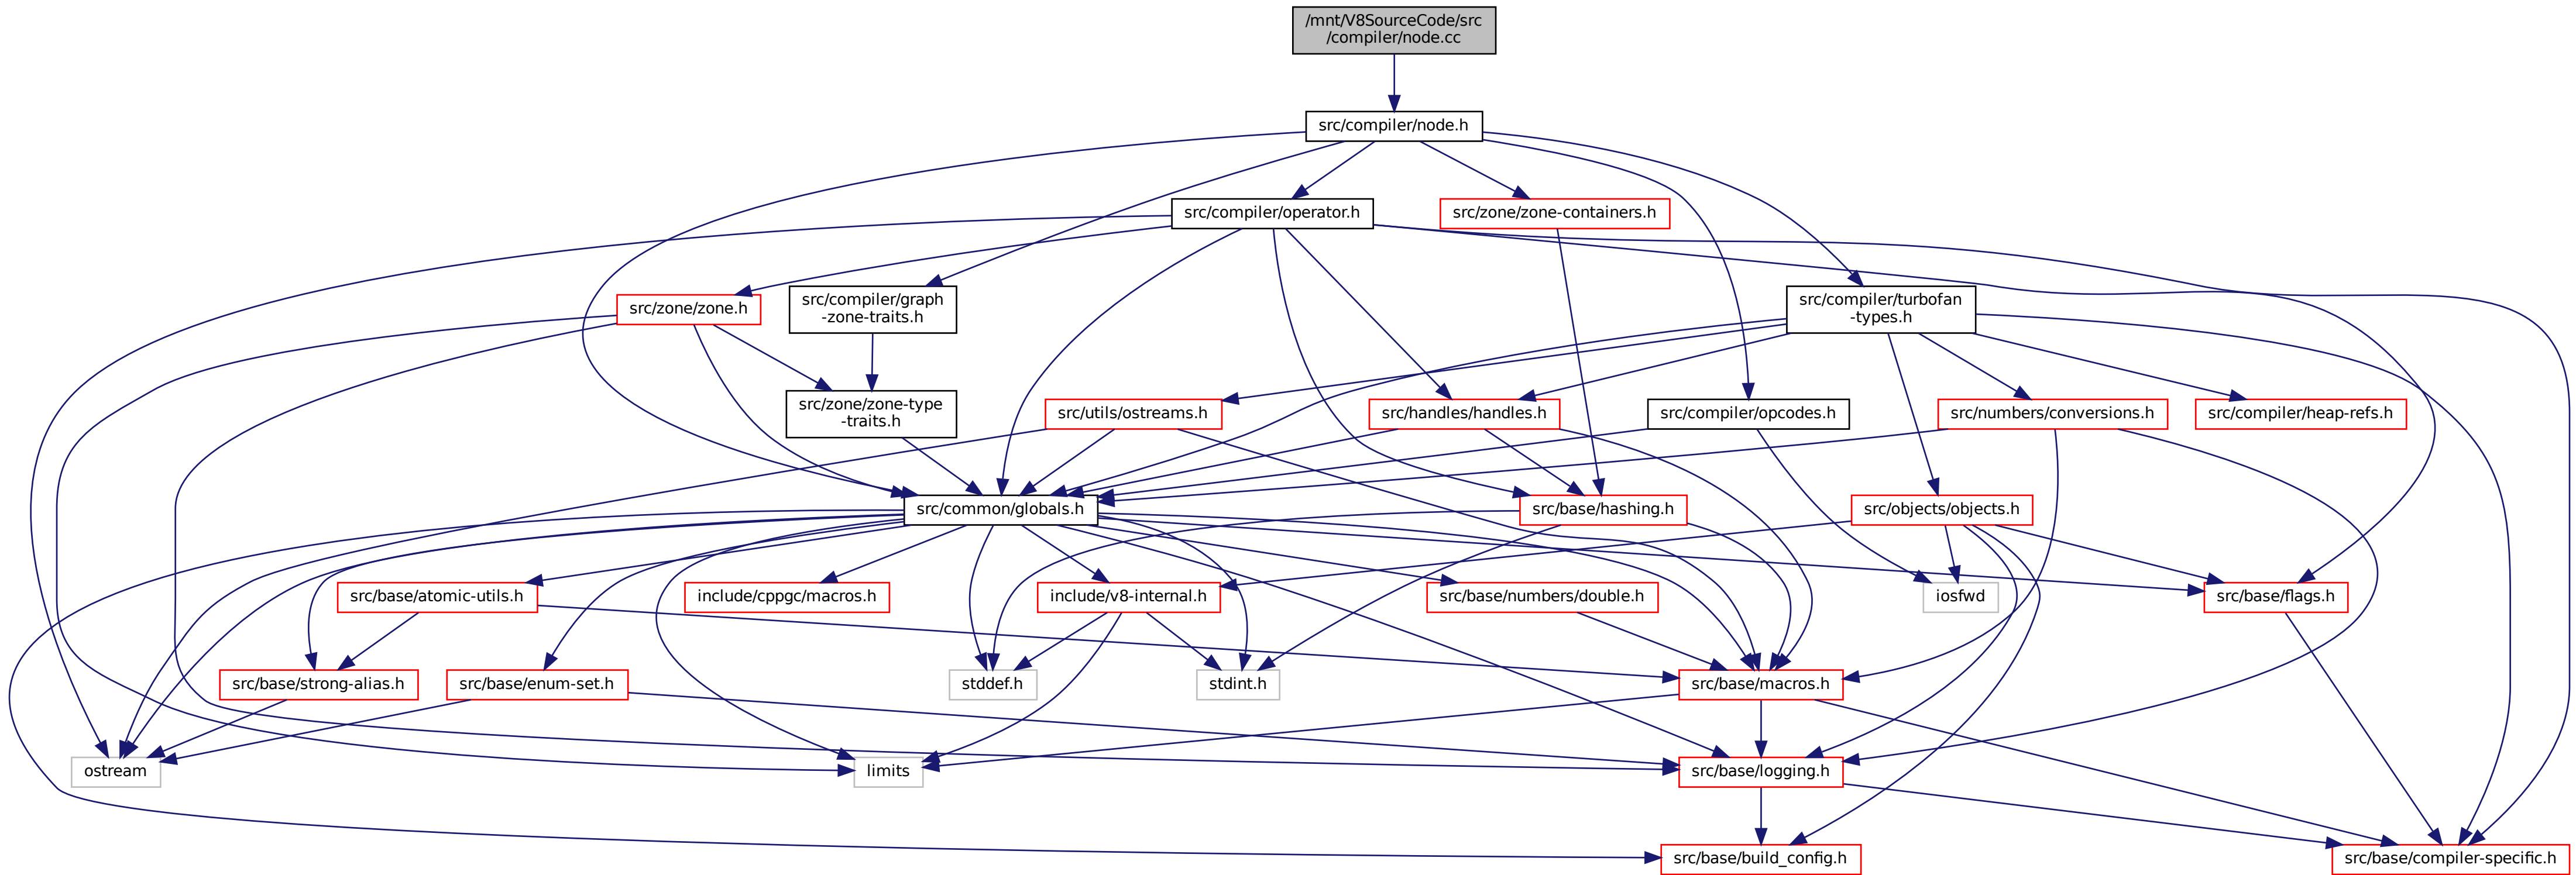 /mnt/V8SourceCode/src
/compiler/node.cc
src/compiler/node.h
src/compiler/operator.h
src/zone/zone-containers.h
src/zone/zone.h
src/compiler/graph
-zone-traits.h
src/compiler/turbofan
-types.h
src/zone/zone-type
-traits.h
src/utils/ostreams.h
src/handles/handles.h
src/compiler/opcodes.h
src/numbers/conversions.h
src/compiler/heap-refs.h
src/common/globals.h
src/base/hashing.h
src/objects/objects.h
src/base/atomic-utils.h
include/cppgc/macros.h
include/v8-internal.h
src/base/numbers/double.h
iosfwd
src/base/flags.h
src/base/strong-alias.h
src/base/enum-set.h
stddef.h
stdint.h
src/base/macros.h
ostream
limits
src/base/logging.h
src/base/build_config.h
src/base/compiler-specific.h